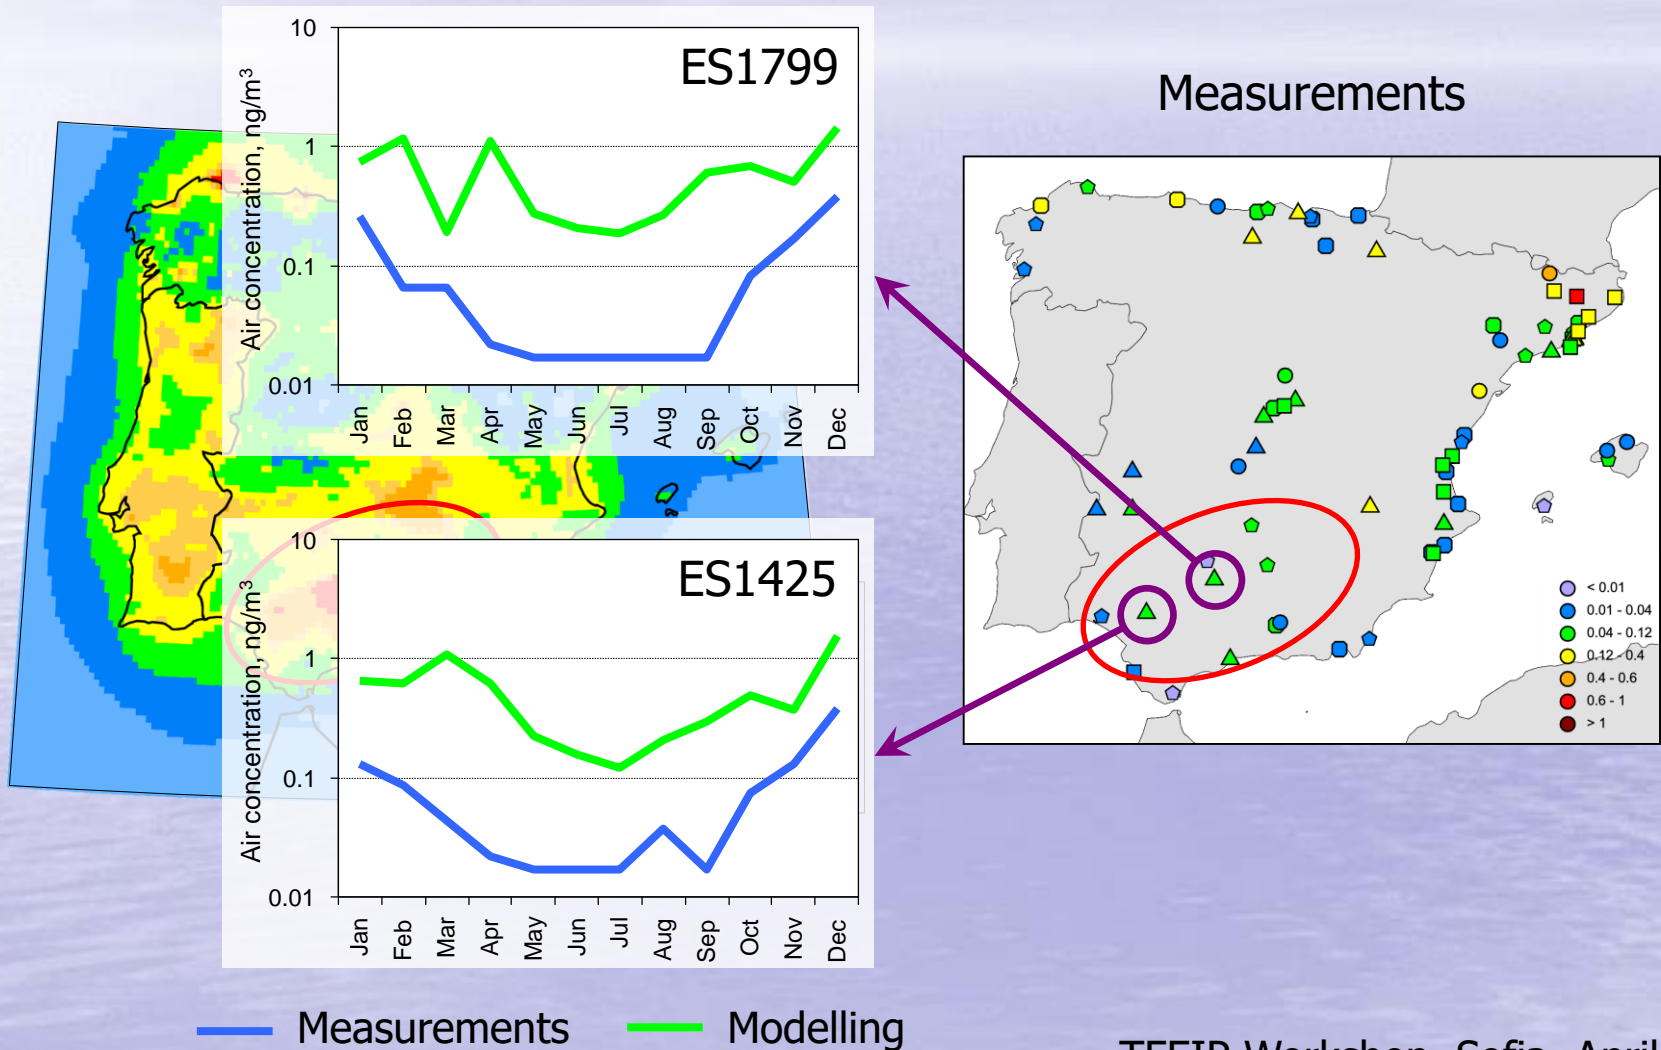 Measurements
ES1799
Air concentration, ng/m³
10
1
0.1
0.01
Jan Feb Mar Apr May Jun Jul Aug Sep Oct Nov Dec
ES1425
Air concentration, ng/m³
10
1
0.1
0.01
Jan Feb Mar Apr May Jun Jul Aug Sep Oct Nov Dec
< 0.01
0.01 - 0.04
0.04 - 0.12
0.12 - 0.4
0.4 - 0.6
0.6 - 1
> 1
Measurements Modelling
Workshop, Sofia, April